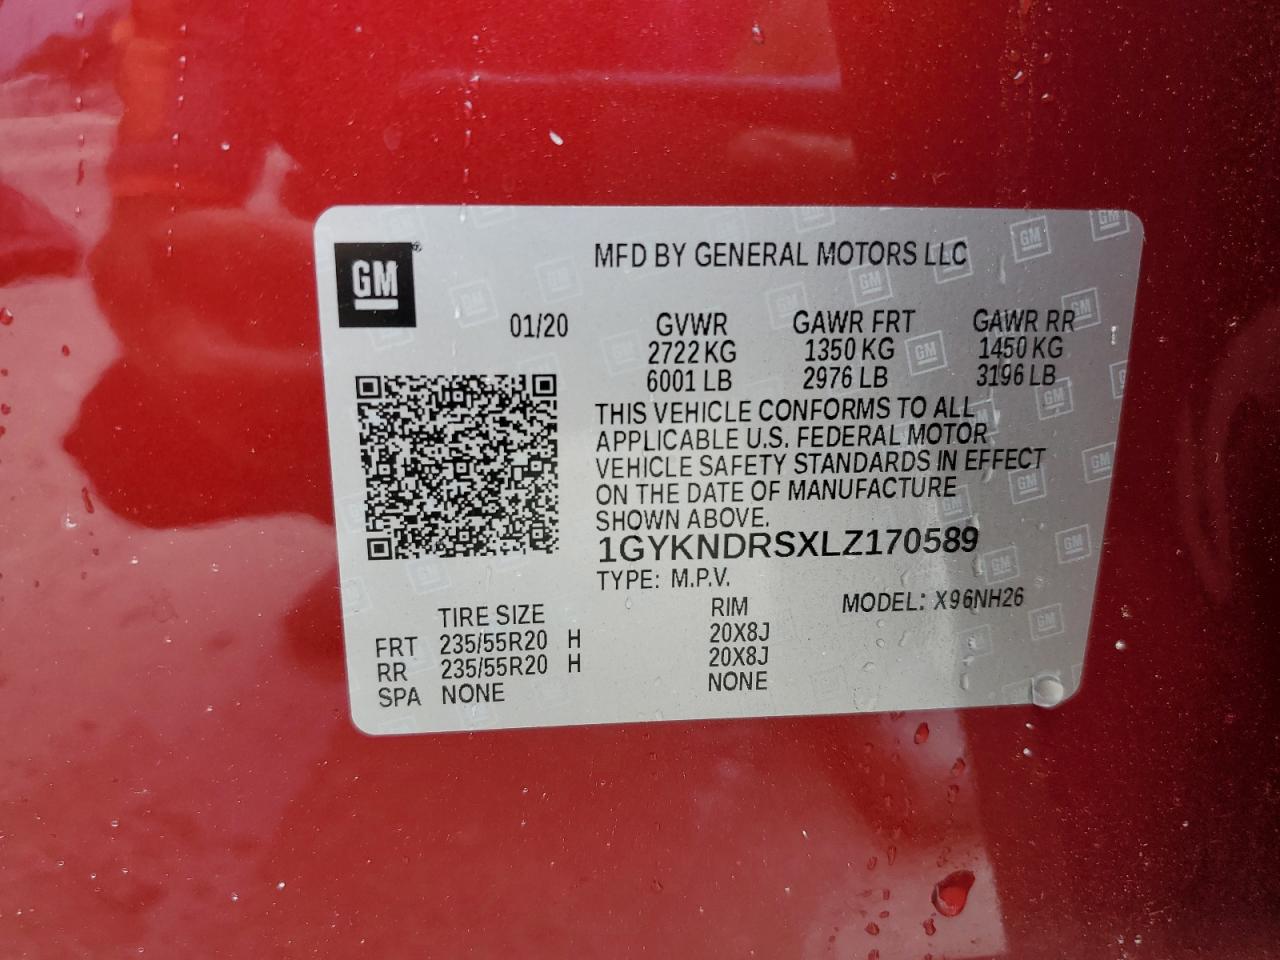 GM
MFD BY GENERAL MOTORS LLC
01/20 GVWR GAWR FRT GAWR RR
2722 KG 1350 KG 1450 KG
6001 LB 2976 LB 3196 LB
THIS VEHICLE CONFORMS TO ALL
APPLICABLE U.S. FEDERAL MOTOR
VEHICLE SAFETY STANDARDS IN EFFECT
ON THE DATE OF MANUFACTURE
SHOWN ABOVE.
1GYKNDRSXLZ170589
TYPE: M.P.V.
TIRE SIZE RIM MODEL: X96NH26
FRT 235/55R20 H 20X8J
RR 235/55R20 H 20X8J
SPA NONE NONE